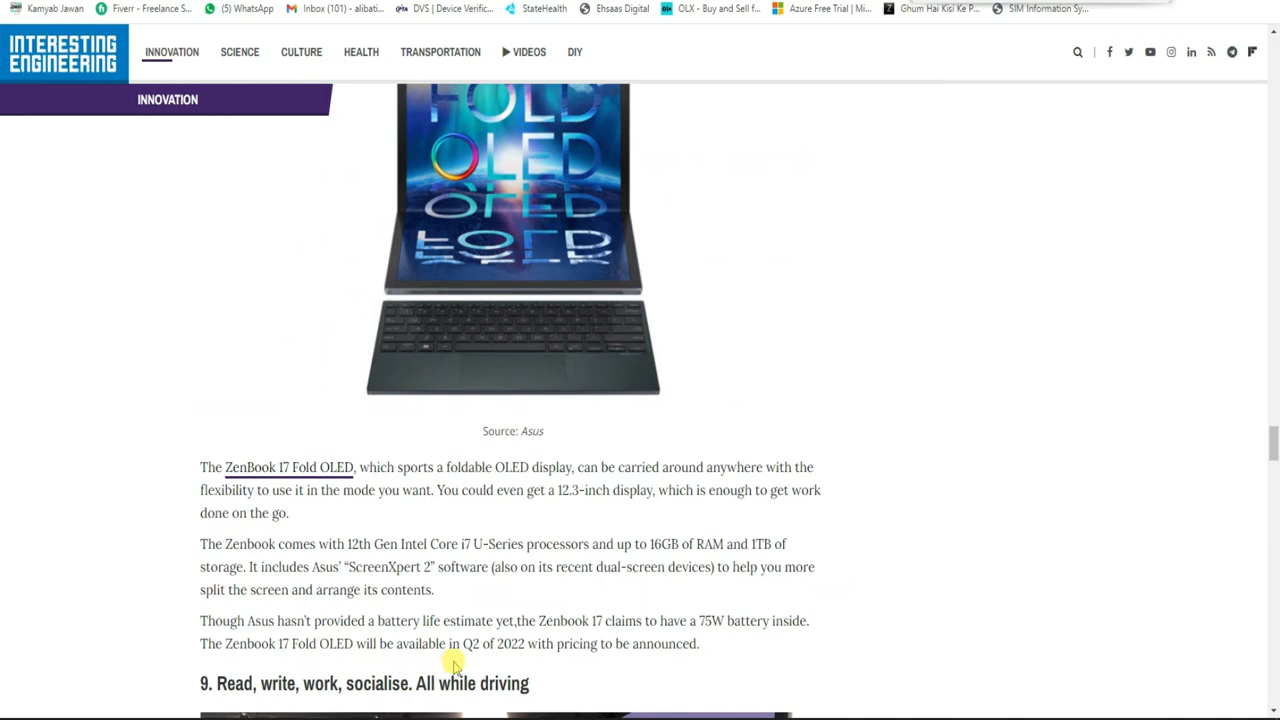 Kamyab Jawan
Fiverr - Freelance S...
(5) WhatsApp
Inbox (101) - alibati...
DVS | Device Verific...
StateHealth
Ehsaas Digital
OLX - Buy and Sell f...
Azure Free Trial | Mi...
Ghum Hai Kisi Ke P...
SIM Information Sy...
INTERESTING
ENGINEERING
INNOVATION
SCIENCE
CULTURE
HEALTH
TRANSPORTATION
VIDEOS
DIY
INNOVATION
FOLD
OLED
OLED
FOLD
Source: Asus
The ZenBook 17 Fold OLED, which sports a foldable OLED display, can be carried around anywhere with the
flexibility to use it in the mode you want. You could even get a 12.3-inch display, which is enough to get work
done on the go.
The Zenbook comes with 12th Gen Intel Core i7 U-Series processors and up to 16GB of RAM and 1TB of
storage. It includes Asus’ “ScreenXpert 2” software (also on its recent dual-screen devices) to help you more
split the screen and arrange its contents.
Though Asus hasn’t provided a battery life estimate yet,the Zenbook 17 claims to have a 75W battery inside.
The Zenbook 17 Fold OLED will be available in Q2 of 2022 with pricing to be announced.
9. Read, write, work, socialise. All while driving